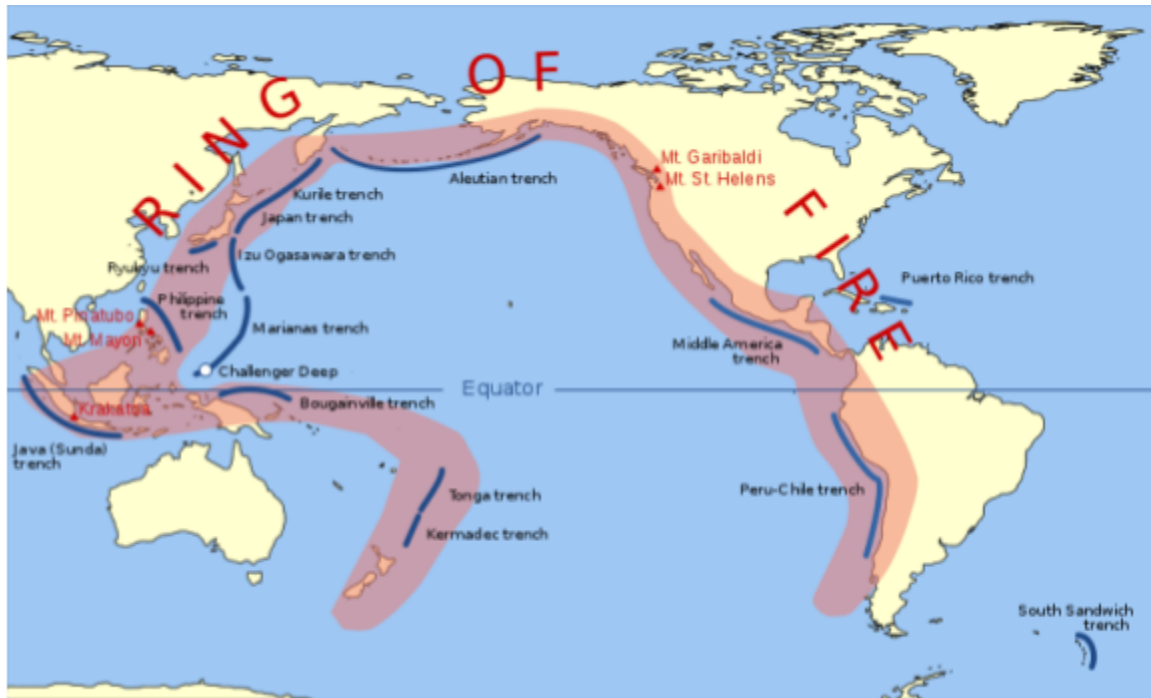 RING OF FIRE
Mt. Garibaldi
Mt. St. Helens
Aleutian trench
Kurile trench
Japan trench
Izu Ogasawara trench
Ryukyu trench
Puerto Rico trench
Philippine
trench
Mt. Pinatubo
Mt. Mayon
Marianas trench
Middle America
trench
Challenger Deep
Equator
Bougainville trench
Krakatoa
Java (Sunda)
trench
Peru-Chile trench
Tonga trench
Kermadec trench
South Sandwich
trench